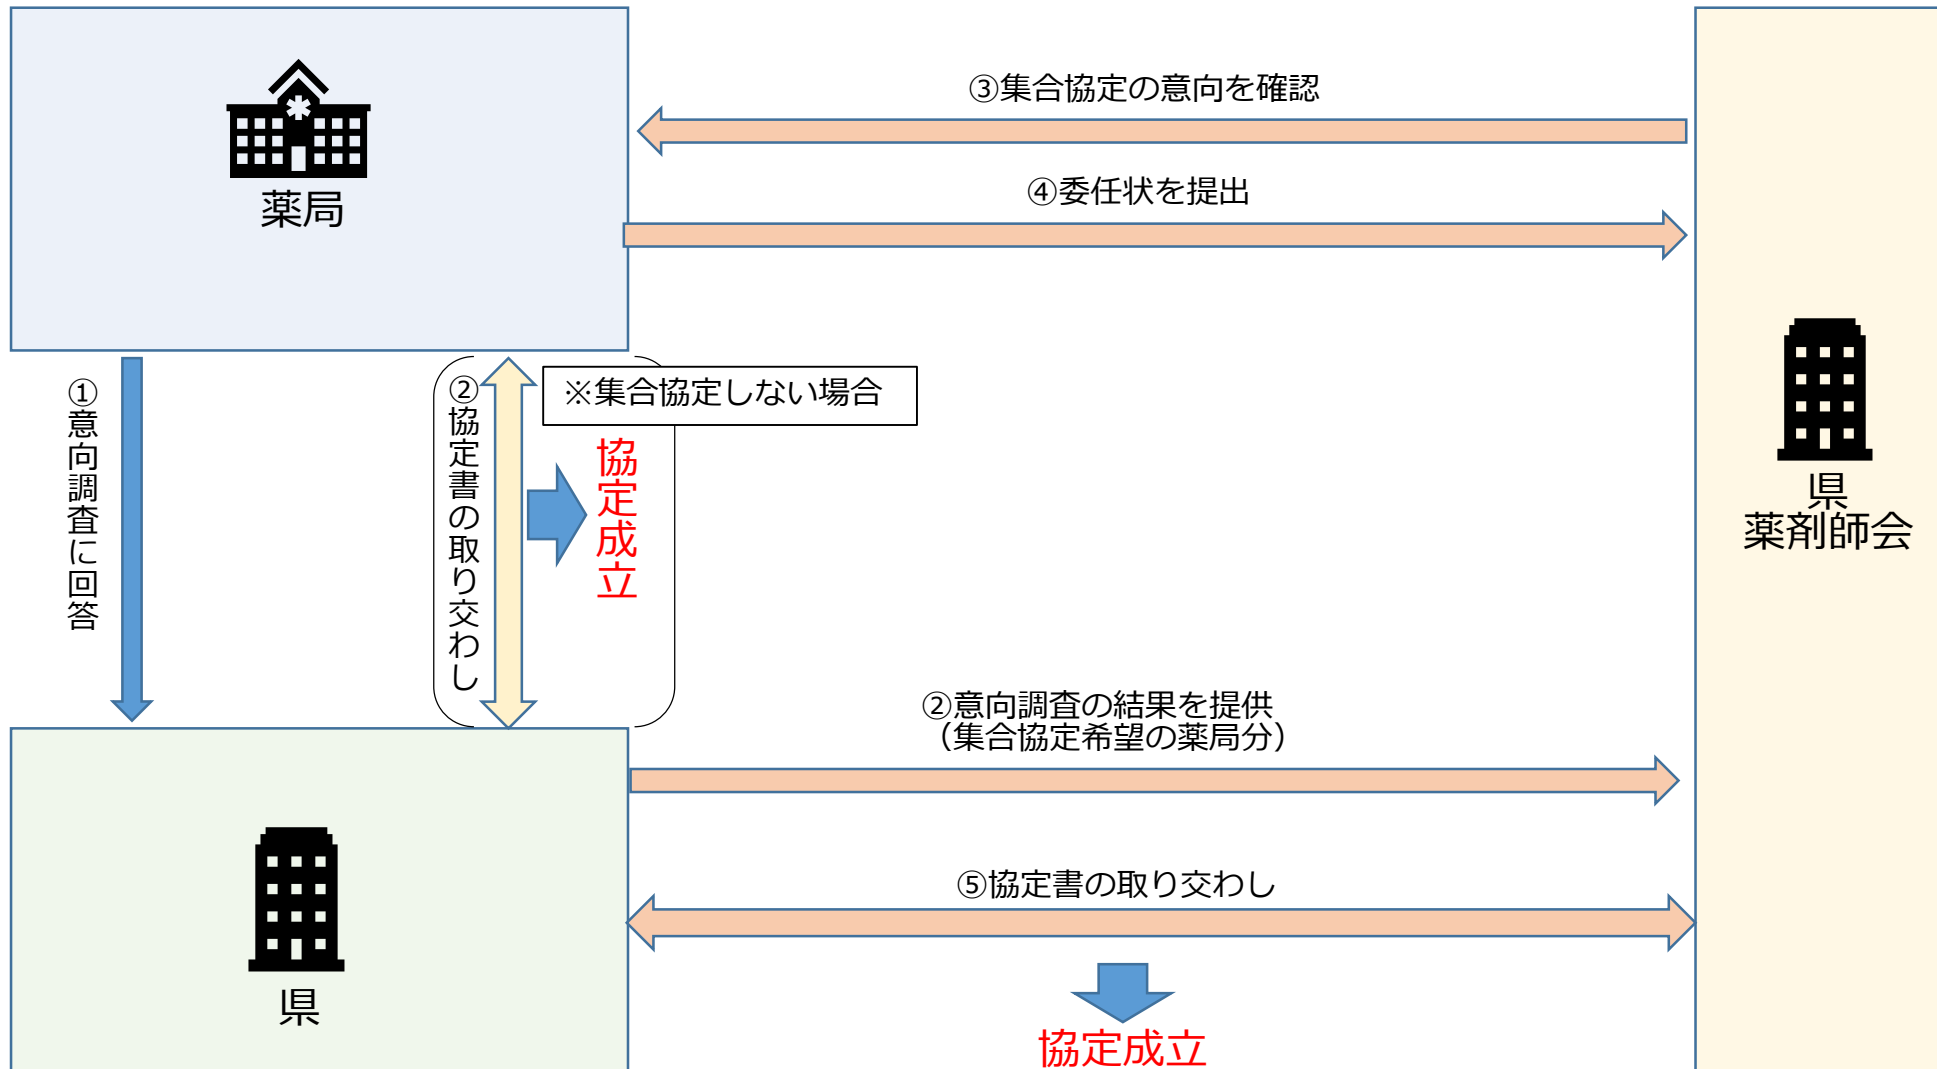 ③集合協定の意向を確認
④委任状を提出
薬局
①意向調査に回答
②協定書の取り交わし
※集合協定しない場合
協定成立
県
薬剤師会
②意向調査の結果を提供
（集合協定希望の薬局分）
⑤協定書の取り交わし
県
協定成立